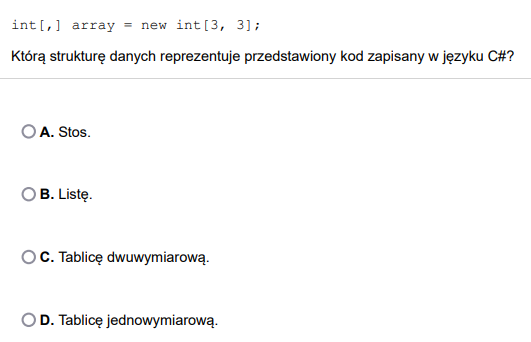 int[,] array = new int[3, 3];
Którą strukturę danych reprezentuje przedstawiony kod zapisany w języku C#?
A. Stos.
B. Listę.
C. Tablicę dwuwymiarową.
D. Tablicę jednowymiarową.